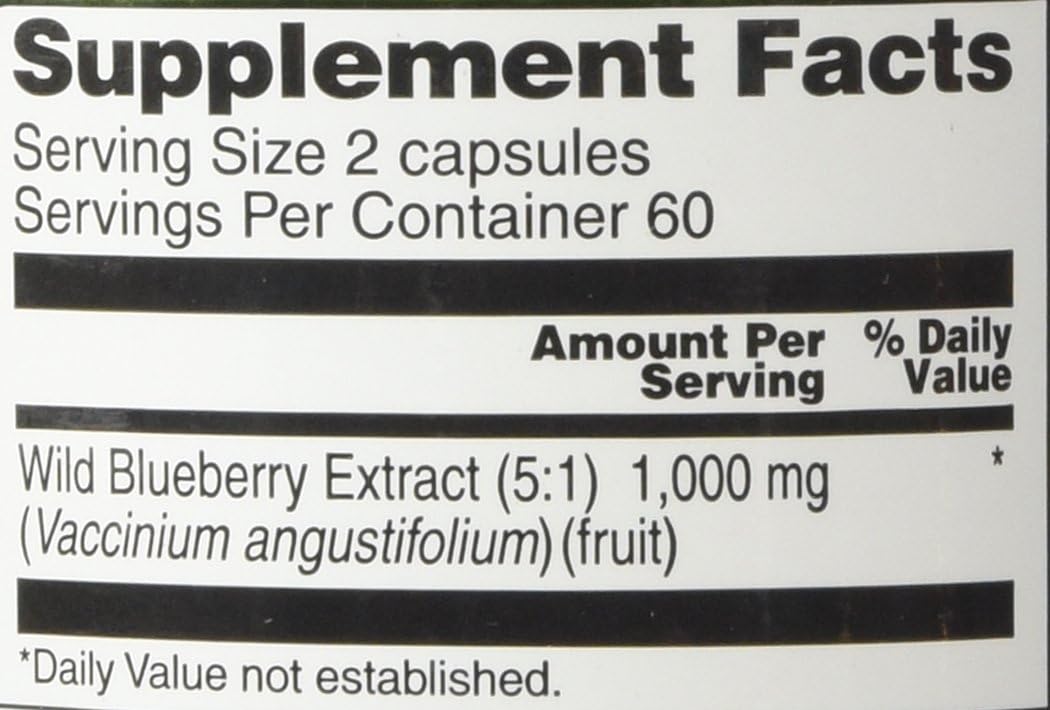 Supplement Facts
Serving Size 2 capsules
Servings Per Container 60
Amount Per Serving % Daily Value
Wild Blueberry Extract (5:1) 1,000 mg *
(Vaccinium angustifolium) (fruit)
*Daily Value not established.